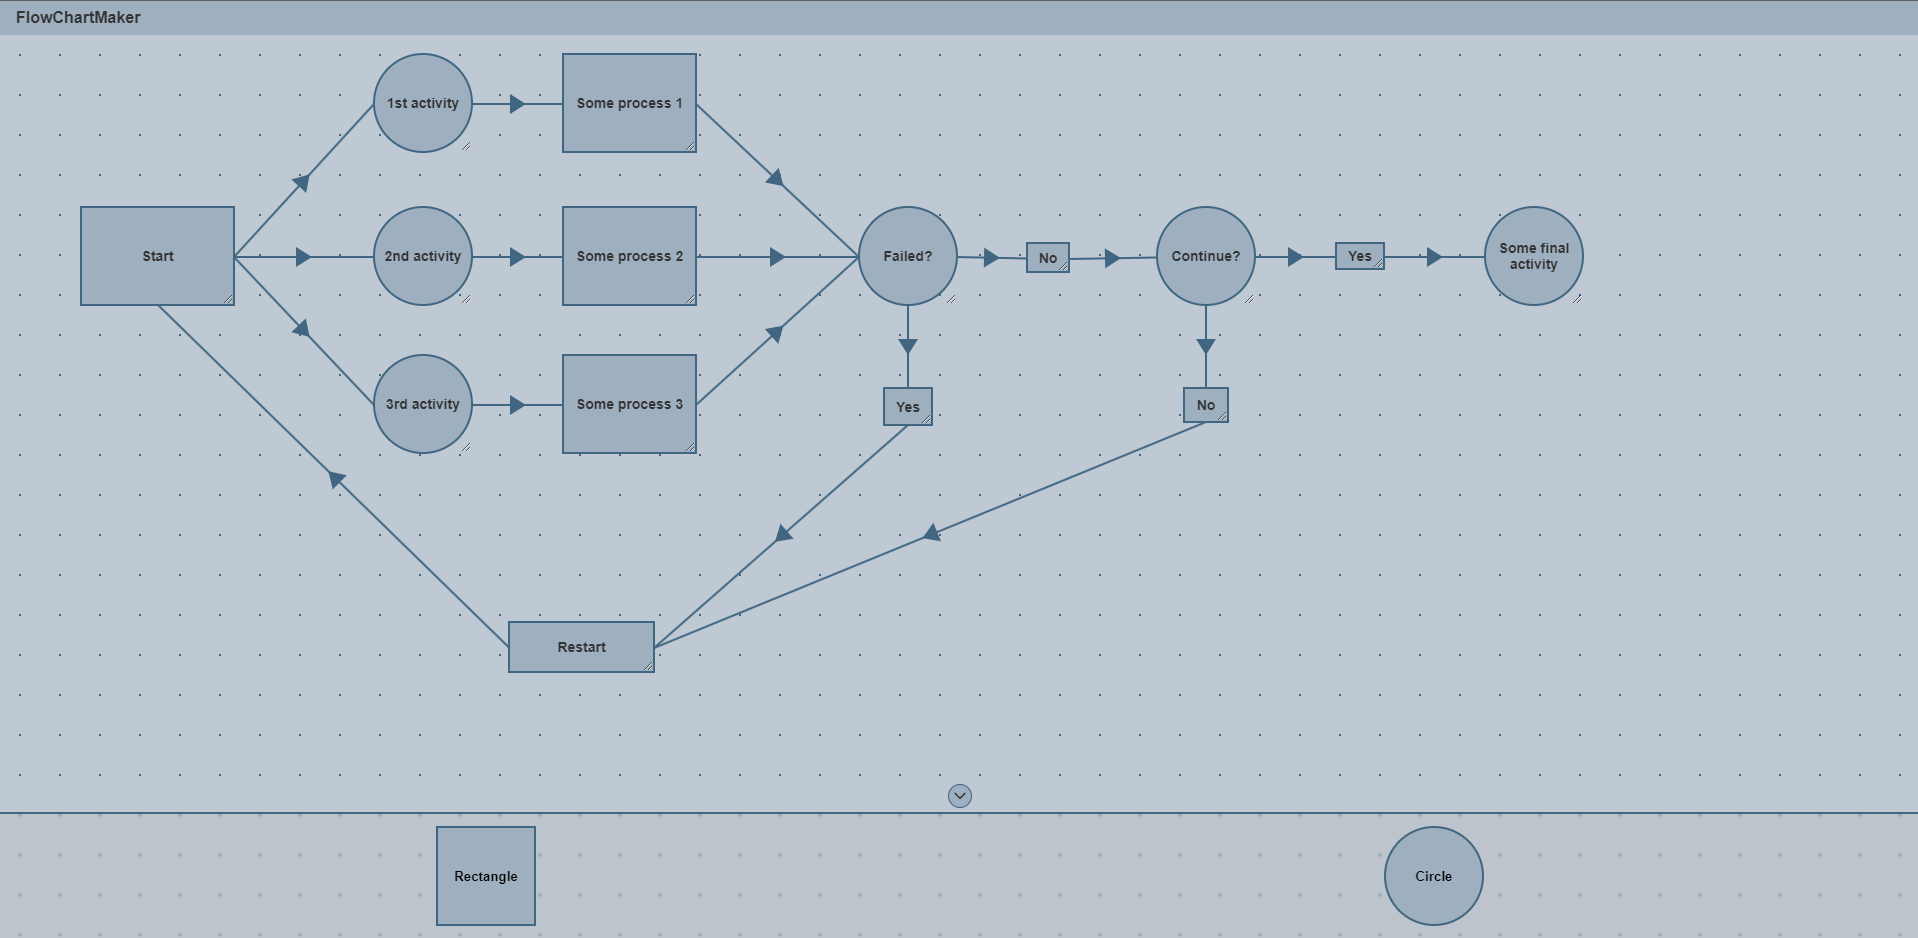 FlowChartMaker
1st activity
Some process 1
Start
2nd activity
Some process 2
Failed?
No
Continue?
Yes
Some final
activity
3rd activity
Some process 3
Yes
No
Restart
Rectangle
Circle